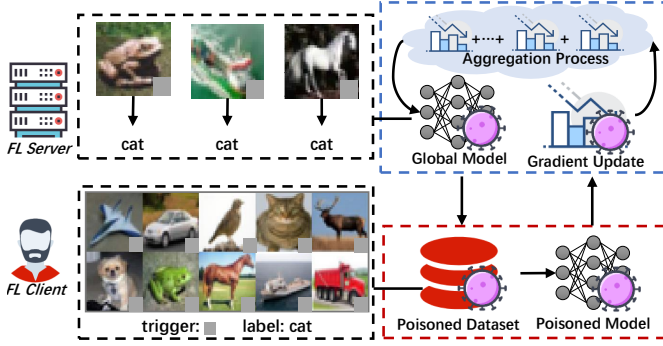 +···+ +
Aggregation Process
FL Server
cat cat cat
Global Model Gradient Update
FL Client
trigger: label: cat
Poisoned Dataset Poisoned Model